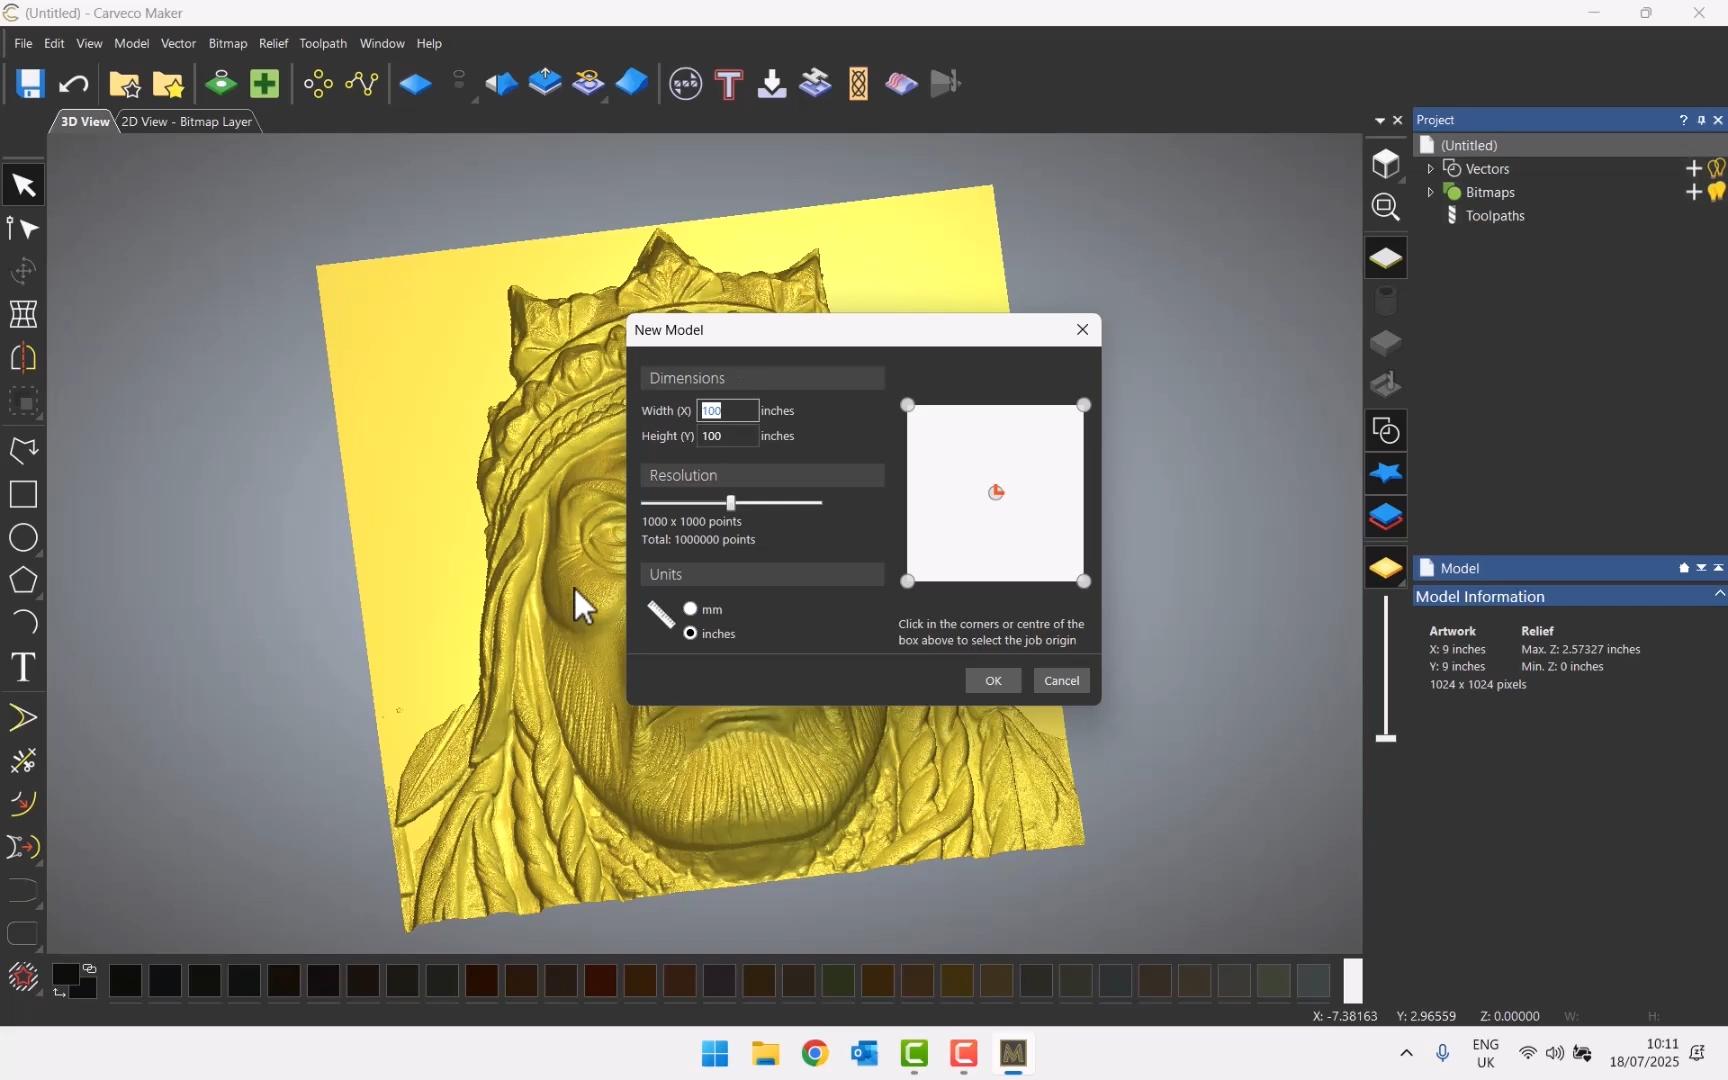 (Untitled) - Carveco Maker
File Edit View Model Vector Bitmap Relief Toolpath Window Help
3D View 2D View - Bitmap Layer
Project ?
(Untitled)
Vectors
Bitmaps
Toolpaths
New Model
Dimensions
Width (X) 100 inches
Height (Y) 100 inches
Resolution
1000 x 1000 points
Total: 1000000 points
Units
mm
inches
Click in the corners or centre of the
box above to select the job origin
OK Cancel
Model
Model Information
Artwork Relief
X: 9 inches Max. Z: 2.57327 inches
Y: 9 inches Min. Z: 0 inches
1024 x 1024 pixels
X: -7.38163 Y: 2.96559 Z: 0.00000 W: H:
ENG
UK
10:11
18/07/2025